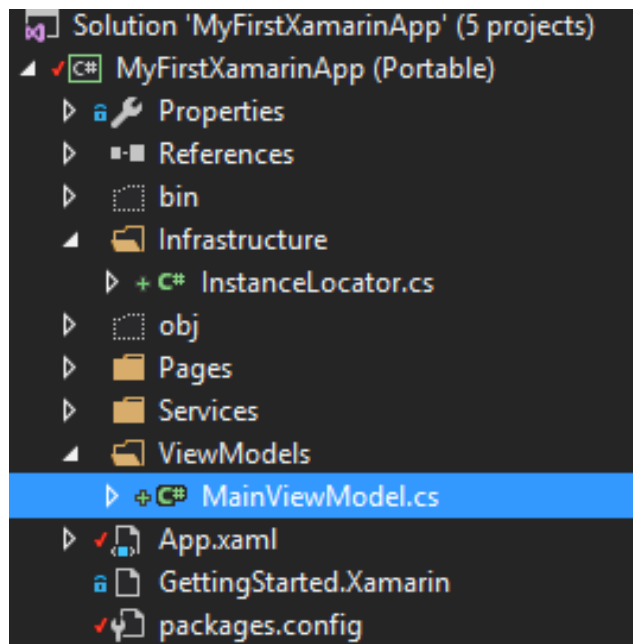 Solution 'MyFirstXamarinApp' (5 projects)
C# MyFirstXamarinApp (Portable)
Properties
References
bin
Infrastructure
C# InstanceLocator.cs
obj
Pages
Services
ViewModels
C# MainViewModel.cs
App.xaml
GettingStarted.Xamarin
packages.config